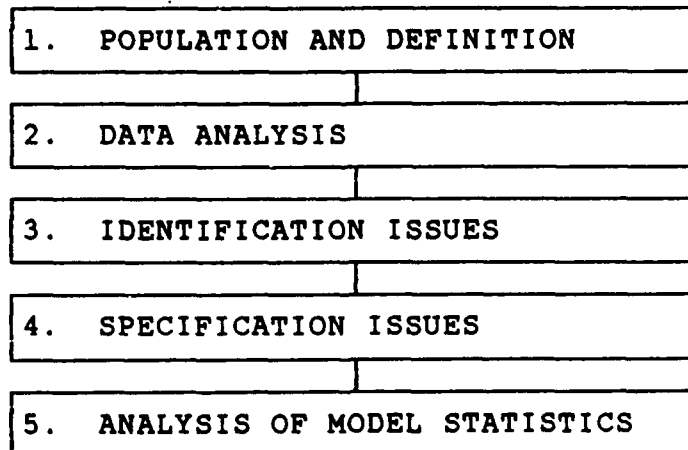 1. POPULATION AND DEFINITION
2. DATA ANALYSIS
3. IDENTIFICATION ISSUES
4. SPECIFICATION ISSUES
5. ANALYSIS OF MODEL STATISTICS